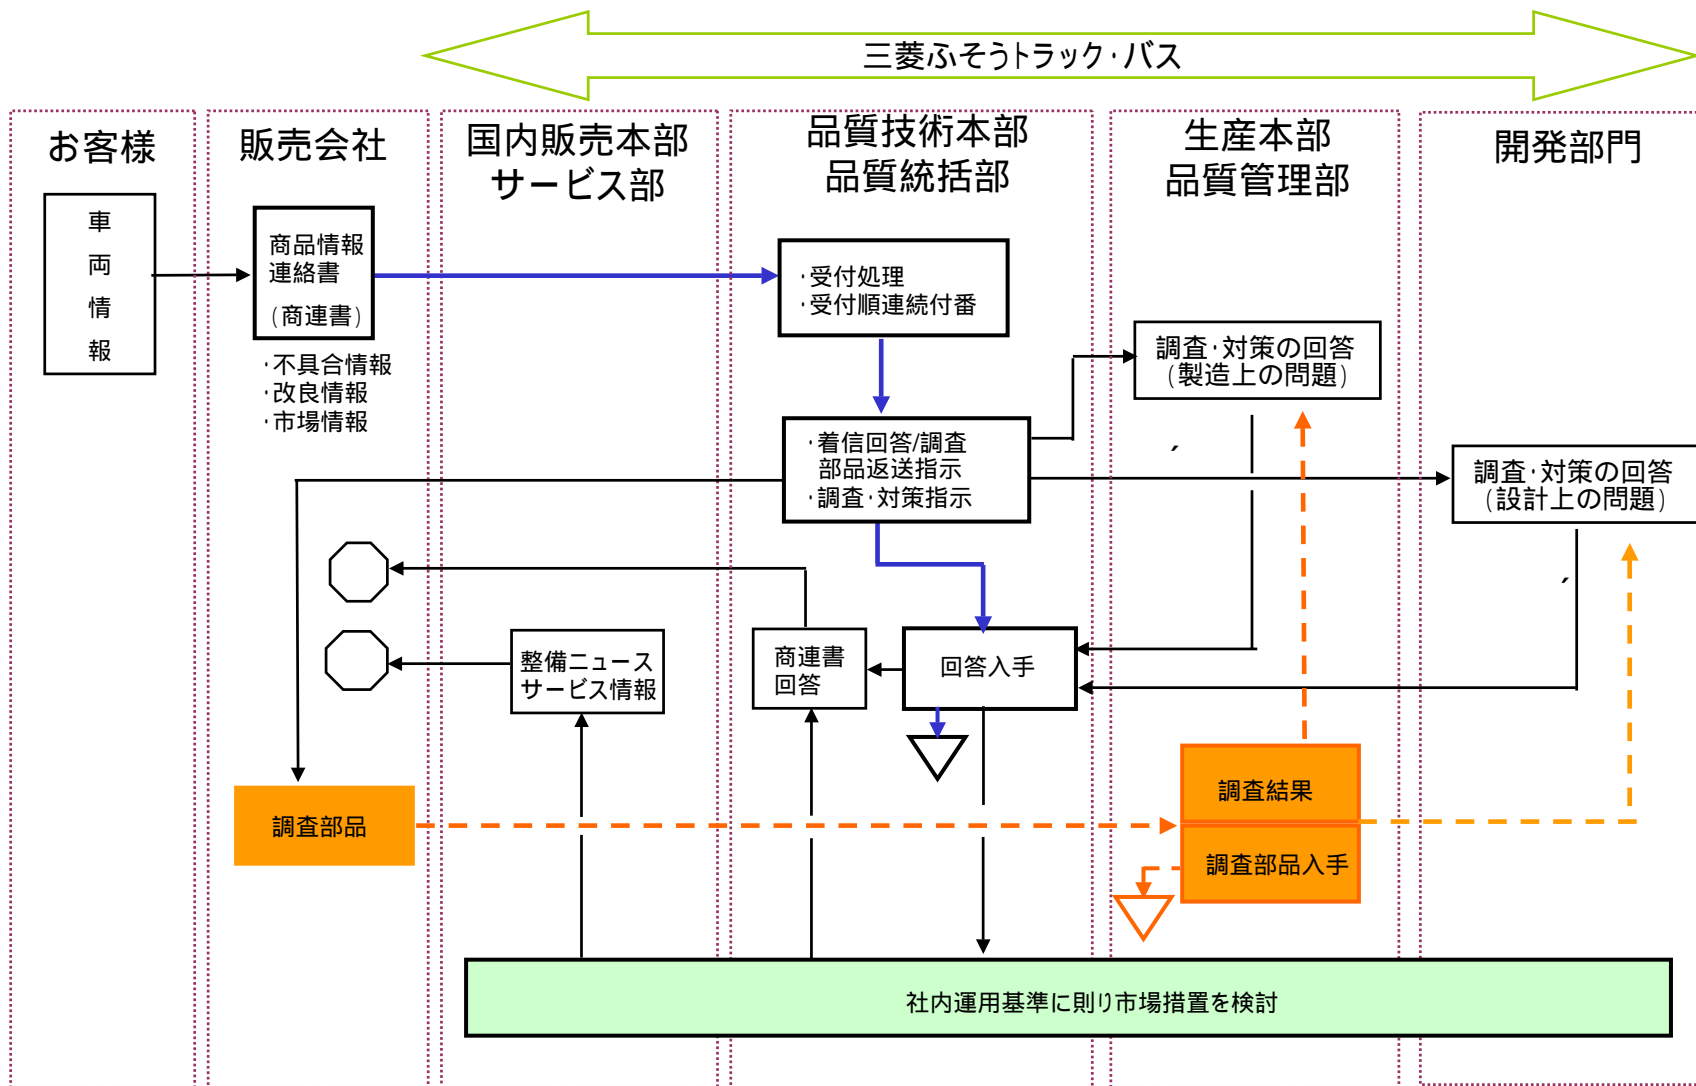 三菱ふそうトラック・バス
お客様
販売会社
国内販売本部
サービス部
品質技術本部
品質統括部
生産本部
品質管理部
開発部門
車
両
情
報
商品情報
連絡書
(商連書)
・不具合情報
・改良情報
・市場情報
・受付処理
・受付順連続付番
調査・対策の回答
(製造上の問題)
・着信回答/調査
部品返送指示
・調査・対策指示
調査・対策の回答
(設計上の問題)
整備ニュース
サービス情報
商連書
回答
回答入手
調査部品
調査結果
調査部品入手
社内運用基準に則り市場措置を検討